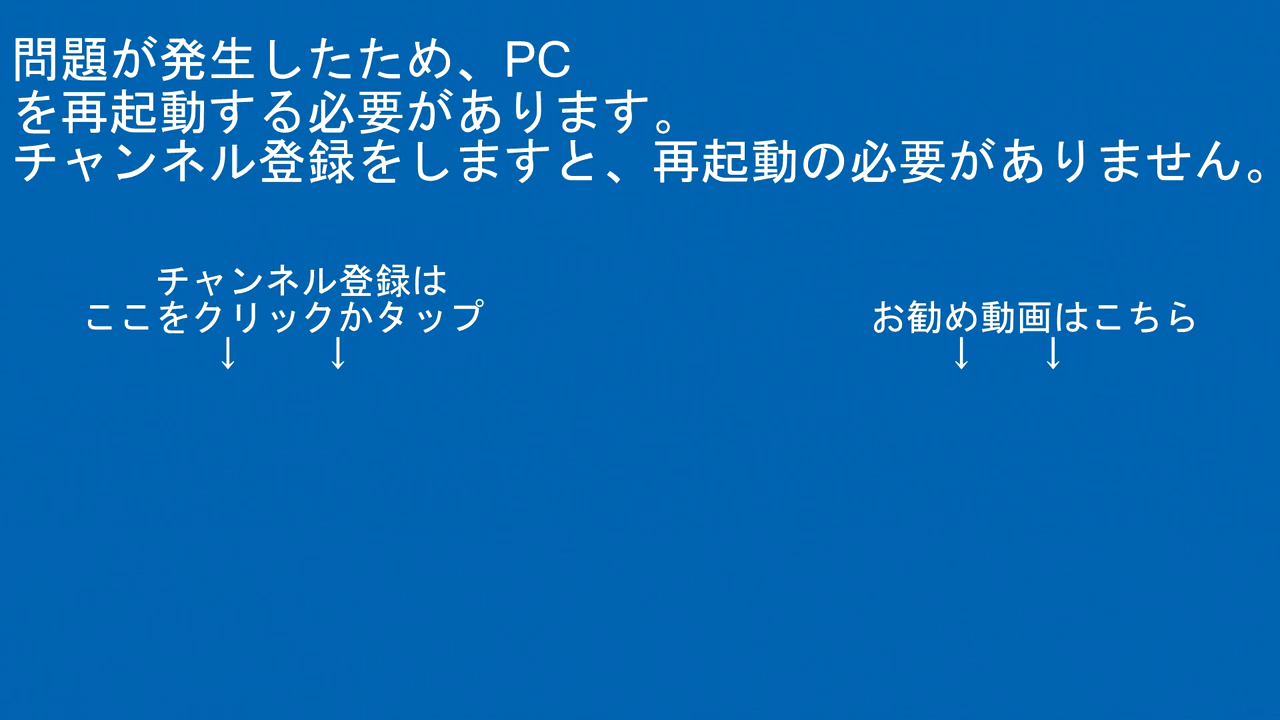 問題が発生したため、PC
を再起動する必要があります。
チャンネル登録をしますと、再起動の必要がありません。
チャンネル登録は
ここをクリックかタップ
↓ ↓
お勧め動画はこちら
↓ ↓